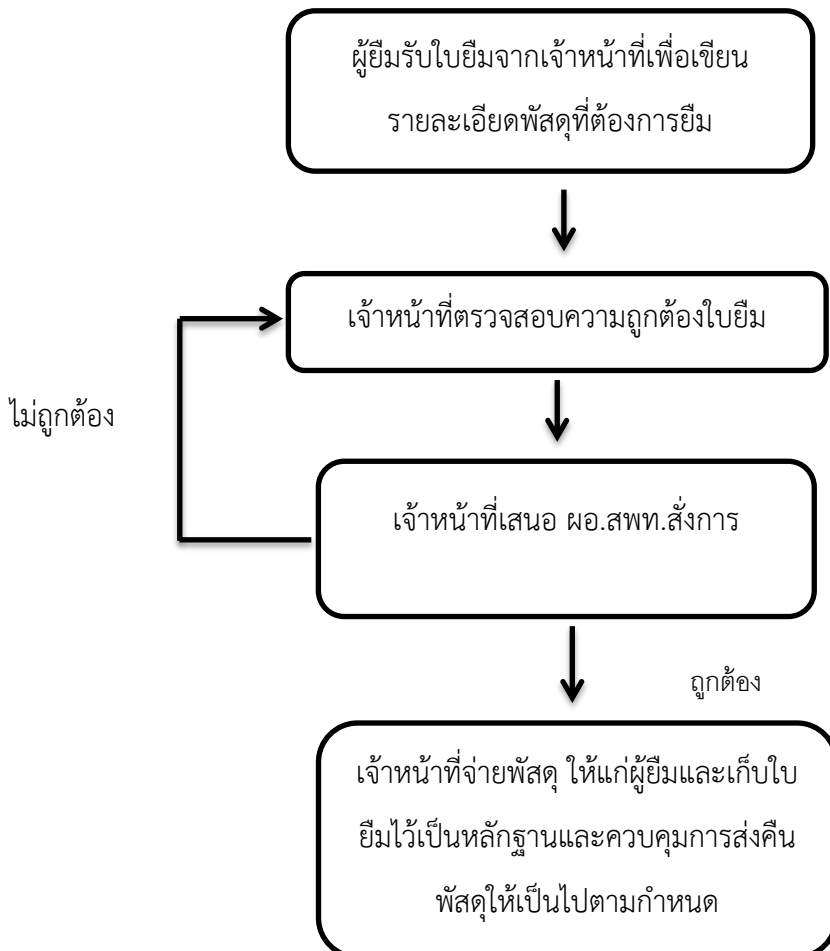 ผู้ยืมรับใบยืมจากเจ้าหน้าที่เพื่อเขียน
รายละเอียดพัสดุที่ต้องการยืม
เจ้าหน้าที่ตรวจสอบความถูกต้องใบยืม
ไม่ถูกต้อง
เจ้าหน้าที่เสนอ ผอ.สพท.สั่งการ
ถูกต้อง
เจ้าหน้าที่จ่ายพัสดุ ให้แก่ผู้ยืมและเก็บใบ
ยืมไว้เป็นหลักฐานและควบคุมการส่งคืน
พัสดุให้เป็นไปตามกำหนด